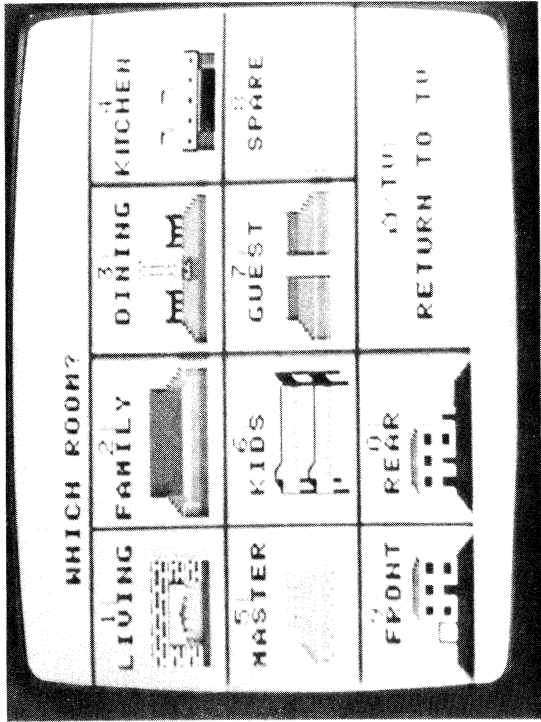 WHICH ROOM?
1 2 3 4
LIVING FAMILY DINING KITCHEN
5 6 7 8
MASTER KIDS GUEST SPARE
9 0
FRONT REAR
⌂/TV
RETURN TO TV